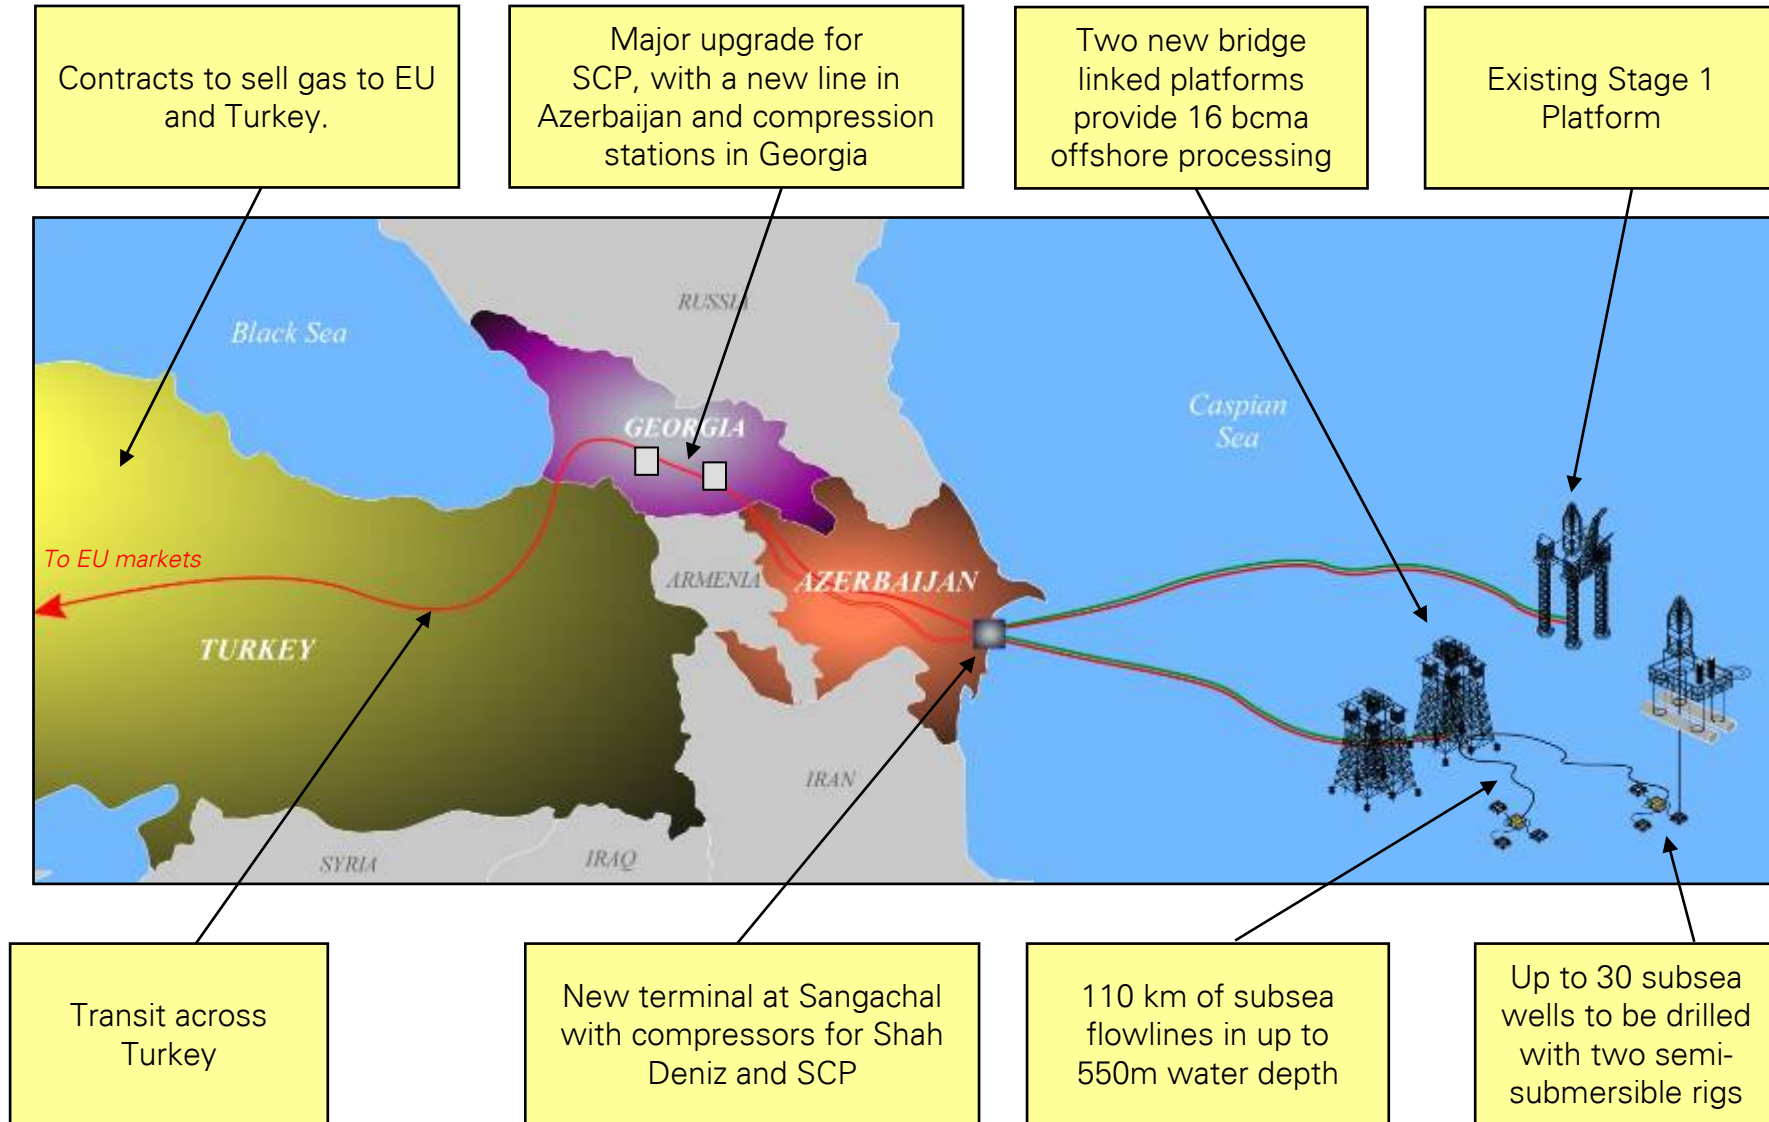 Contracts to sell gas to EU
and Turkey.
Major upgrade for
SCP, with a new line in
Azerbaijan and compression
stations in Georgia
Two new bridge
linked platforms
provide 16 bcma
offshore processing
Existing Stage 1
Platform
RUSSIA
Black Sea
Caspian
Sea
GEORGIA
To EU markets
ARMENIA
AZERBAIJAN
TURKEY
IRAN
SYRIA
IRAQ
Transit across
Turkey
New terminal at Sangachal
with compressors for Shah
Deniz and SCP
110 km of subsea
flowlines in up to
550m water depth
Up to 30 subsea
wells to be drilled
with two semi-
submersible rigs